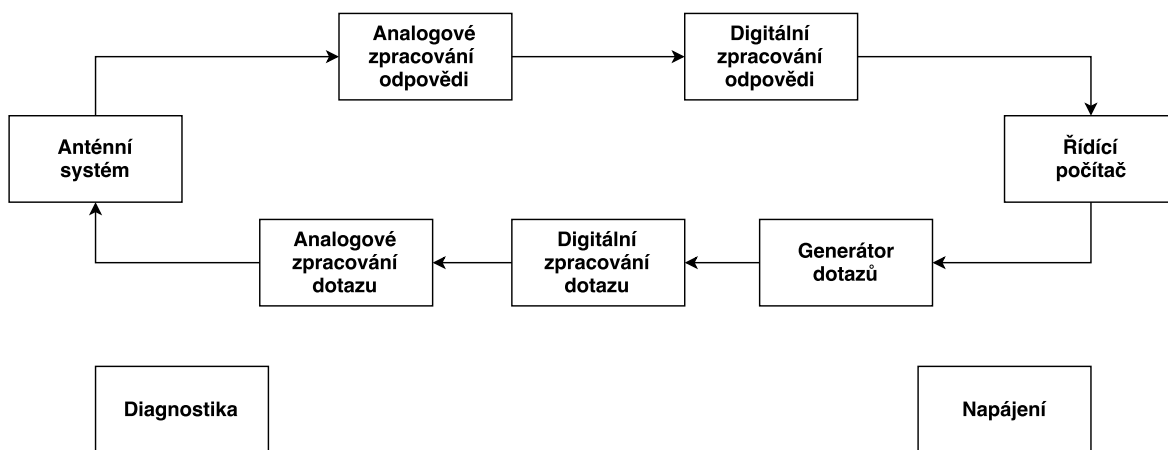 Analogové
zpracování
odpovědi
Digitální
zpracování
odpovědi
Anténní
systém
Řídící
počítač
Analogové
zpracování
dotazu
Digitální
zpracování
dotazu
Generátor
dotazů
Diagnostika
Napájení